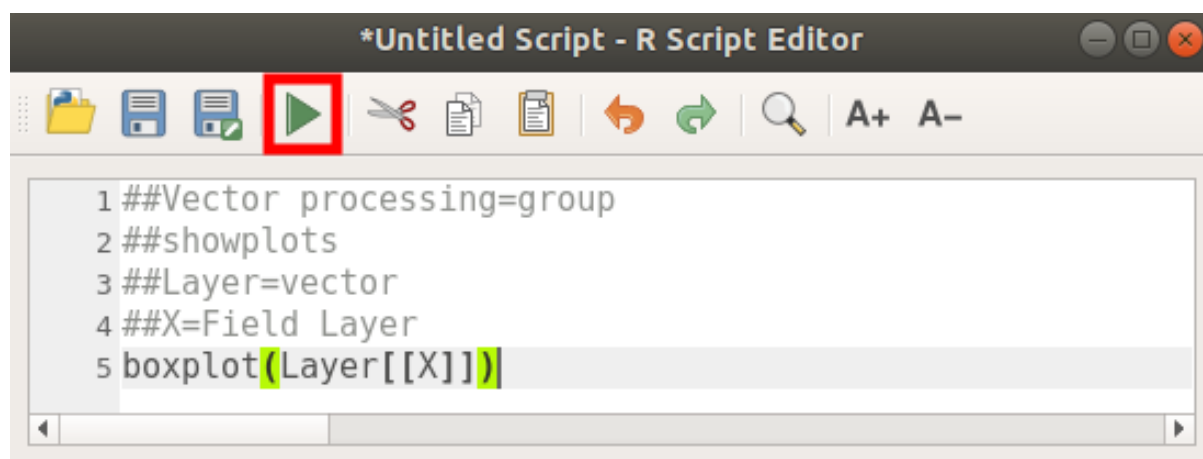 *Untitled Script - R Script Editor
A+ A-
1 ##Vector processing=group
2 ##showplots
3 ##Layer=vector
4 ##X=Field Layer
5 boxplot(Layer[[X]])